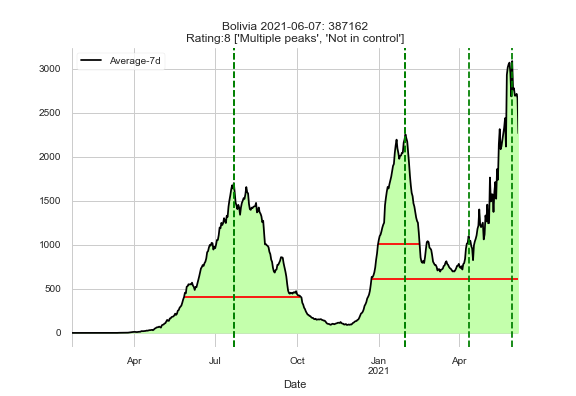 Bolivia 2021-06-07: 387162
Rating:8 ['Multiple peaks', 'Not in control']
Average-7d
3000
2500
2000
1500
1000
500
0
Apr Jul Oct Jan Apr
2021
Date